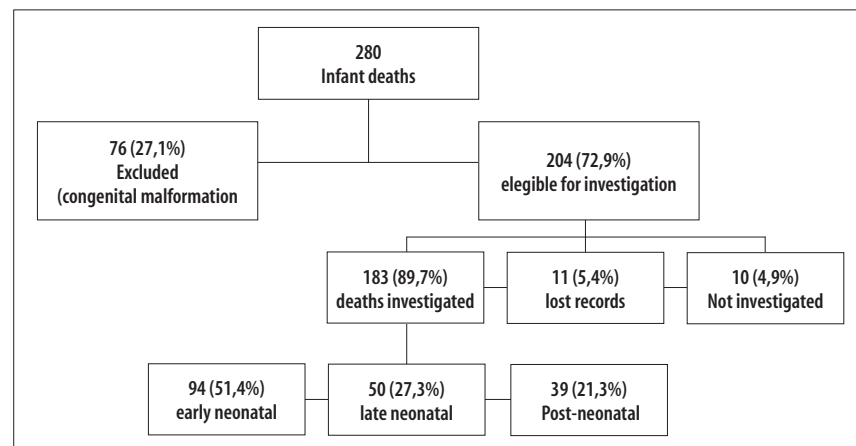 280
Infant deaths
76 (27,1%)
Excluded
(congenital malformation
204 (72,9%)
elegible for investigation
183 (89,7%)
deaths investigated
11 (5,4%)
lost records
10 (4,9%)
Not investigated
94 (51,4%)
early neonatal
50 (27,3%)
late neonatal
39 (21,3%)
Post-neonatal